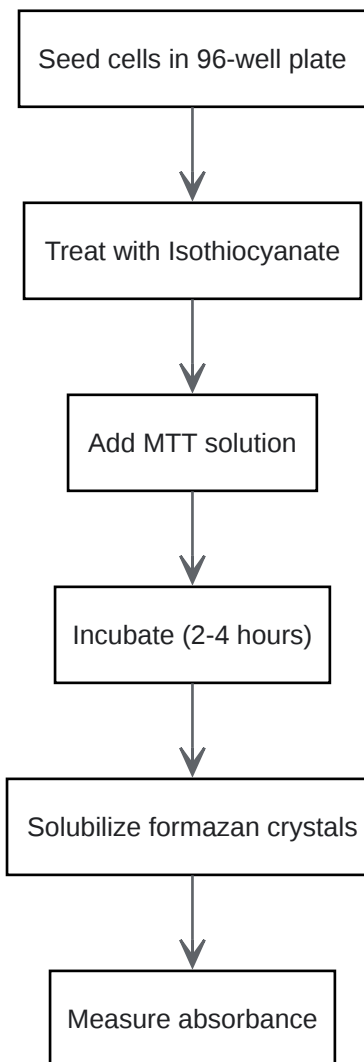 Seed cells in 96-well plate
Treat with Isothiocyanate
Add MTT solution
Incubate (2-4 hours)
Solubilize formazan crystals
Measure absorbance